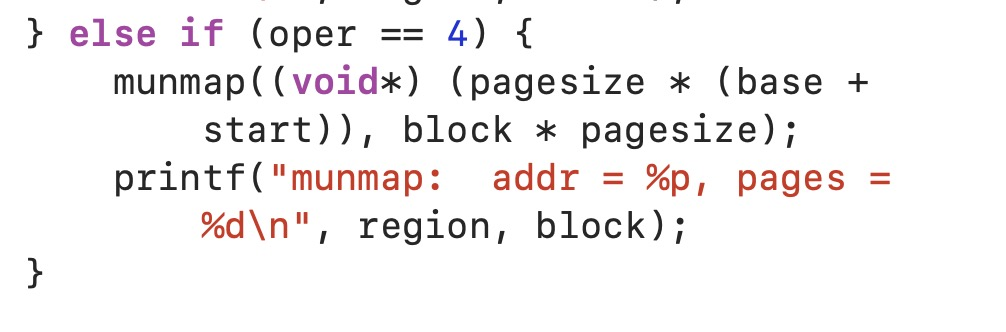 } else if (oper == 4) {
munmap((void*) (pagesize * (base +
start)), block * pagesize);
printf("munmap:  addr = %p, pages =
%d\n", region, block);
}